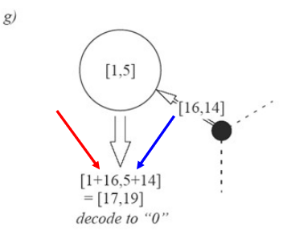 g)
[1,5]
[16,14]
[1+16,5+14]
= [17,19]
decode to “0”